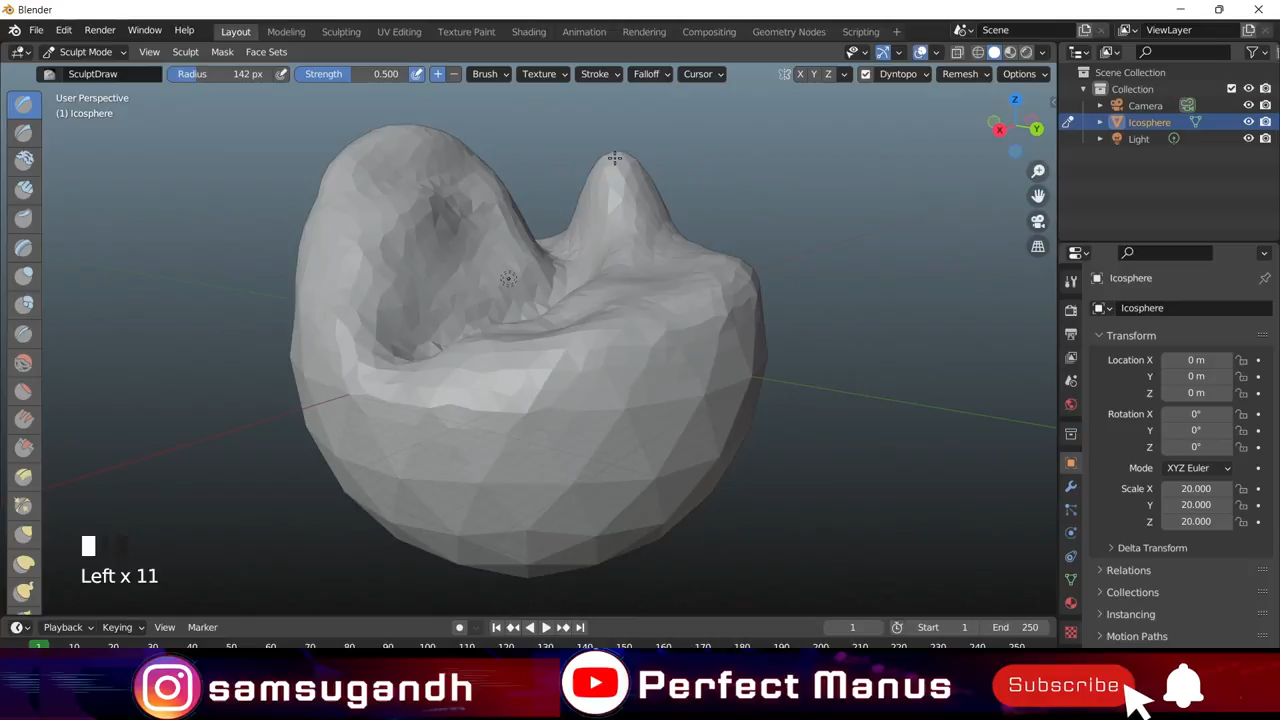 Blender
File Edit Render Window Help Layout Modeling Sculpting UV Editing Texture Paint Shading Animation Rendering Compositing Geometry Nodes Scripting + Scene ViewLayer
Sculpt Mode View Sculpt Mask Face Sets
SculptDraw Radius 142 px Strength 0.500 + − Brush Texture Stroke Falloff Cursor X Y Z Dyntopo Remesh Options
User Perspective
(1) Icosphere
Z
X
Y
Scene Collection
Collection
Camera
Icosphere
Light
Icosphere
Icosphere
Transform
Location X 0 m
Y 0 m
Z 0 m
Rotation X 0°
Y 0°
Z 0°
Mode XYZ Euler
Scale X 20.000
Y 20.000
Z 20.000
Delta Transform
Relations
Collections
Instancing
Motion Paths
Left x 11
Playback Keying View Marker 1 Start 1 End 250
samsugandh
Perfect Manus
Subscribe